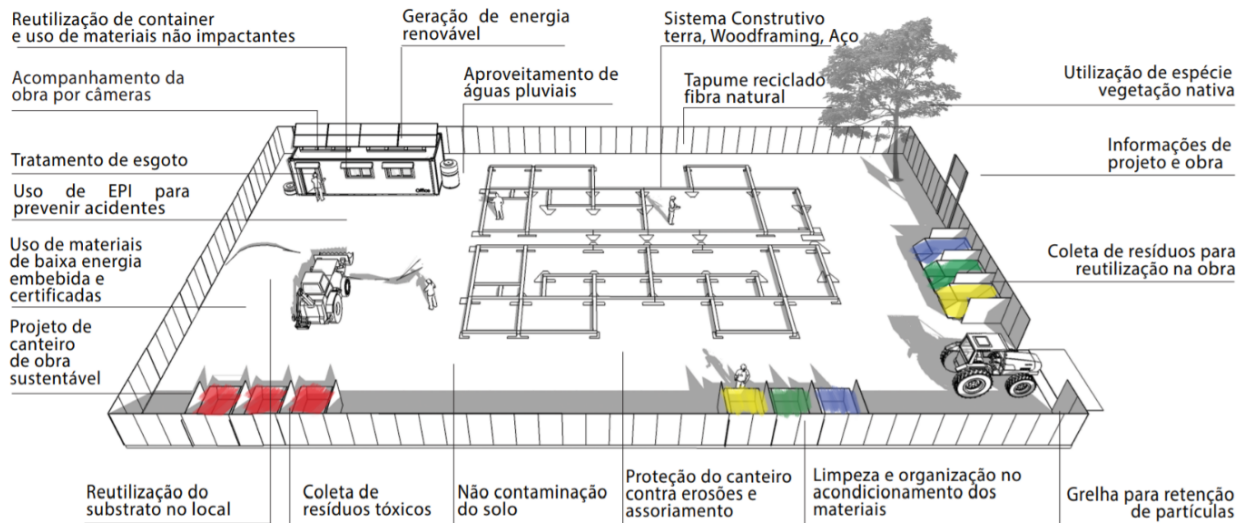 Reutilização de container
e uso de materiais não impactantes
Geração de energia
renovável
Sistema Construtivo
terra, Woodframing, Aço
Acompanhamento da
obra por câmeras
Aproveitamento de
águas pluviais
Tapume reciclado
fibra natural
Utilização de espécie
vegetação nativa
Tratamento de esgoto
Informações de
projeto e obra
Uso de EPI para
prevenir acidentes
Office
Uso de materiais
de baixa energia
embebida e
certificadas
Coleta de resíduos para
reutilização na obra
Projeto de
canteiro
de obra
sustentável
Reutilização do
substrato no local
Coleta de
resíduos tóxicos
Não contaminação
do solo
Proteção do canteiro
contra erosões e
assoriamento
Limpeza e organização no
acondicionamento dos
materiais
Grelha para retenção
de partículas